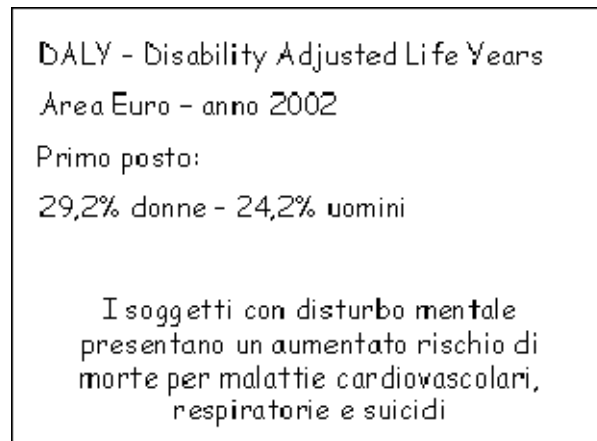 DALY - Disability Adjusted Life Years
Area Euro - anno 2002
Primo posto:
29,2% donne - 24,2% uomini
I soggetti con disturbo mentale
presentano un aumentato rischio di
morte per malattie cardiovascolari,
respiratorie e suicidi